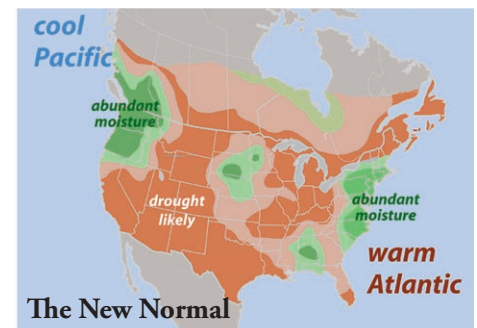 cool
Pacific
abundant
moisture
drought
likely
abundant
moisture
warm
Atlantic
The New Normal